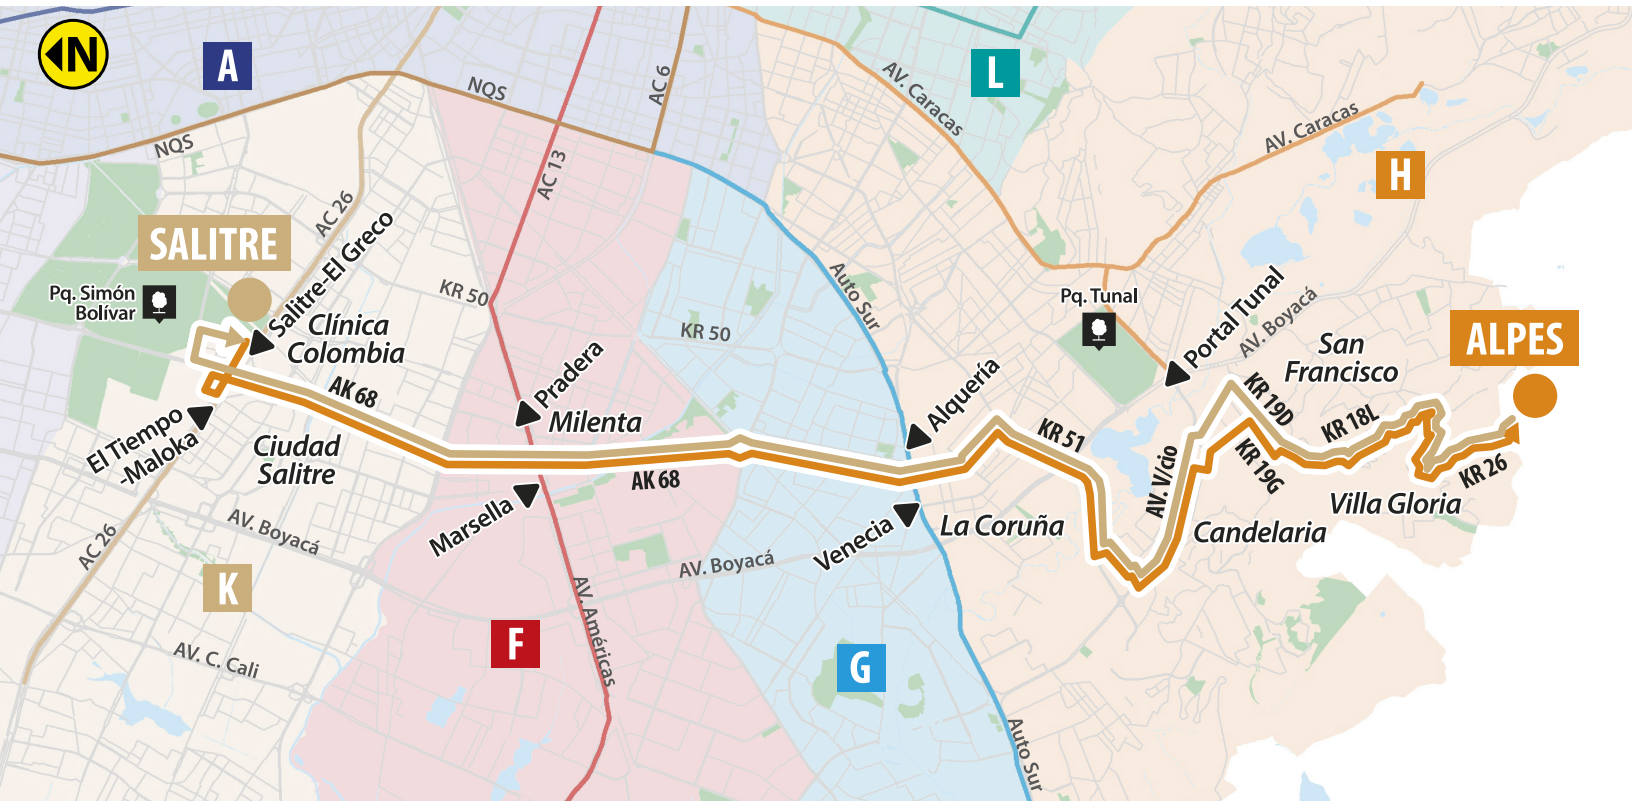 N
A
L
H
NQS
NQS
AC 6
AV. Caracas
AV. Caracas
AC 13
AC 26
SALITRE
Salitre-El Greco
Pq. Simón
Bolívar
KR 50
KR 50
Auto Sur
Pq. Tunal
Portal Tunal
AV. Boyacá
Clínica
Colombia
AK 68
Pradera
Milenta
Alquería
San
Francisco
ALPES
KR 19D
KR 18L
El Tiempo
-Maloka
Ciudad
Salitre
AK 68
KR 51
AV. V/cio
KR 19G
KR 26
Villa Gloria
Marsella
Venecia
La Coruña
Candelaria
AC 26
AV. Boyacá
AV. Boyacá
K
F
G
AV. Américas
AV. C. Cali
Auto Sur